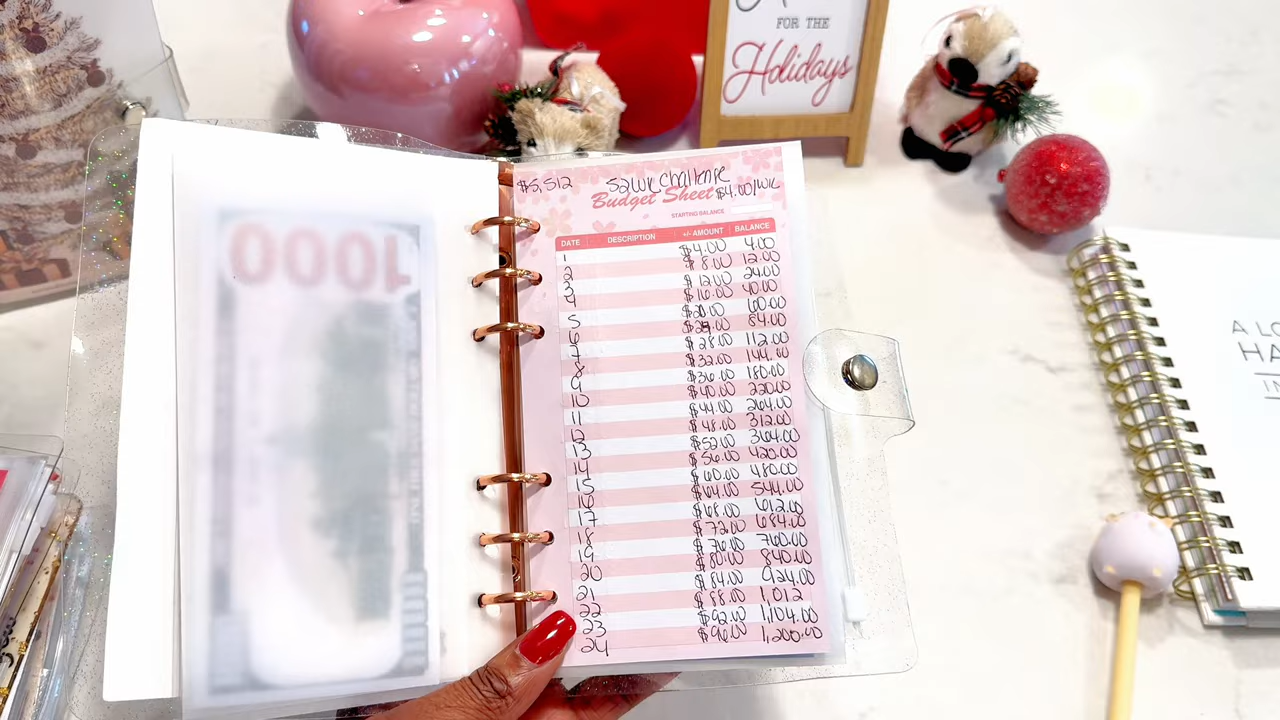 FOR THE
Holidays
$5,512 52WK Challenge
Budget Sheet $4.00/WK
STARTING BALANCE
DATE DESCRIPTION +/- AMOUNT BALANCE
1 $4.00 4.00
2 $8.00 12.00
3 $12.00 24.00
4 $16.00 40.00
5 $20.00 60.00
6 $24.00 84.00
7 $28.00 112.00
8 $32.00 144.00
9 $36.00 180.00
10 $40.00 220.00
11 $44.00 264.00
12 $48.00 312.00
13 $52.00 364.00
14 $56.00 420.00
15 $60.00 480.00
16 $64.00 544.00
17 $68.00 612.00
18 $72.00 684.00
19 $76.00 760.00
20 $80.00 840.00
21 $84.00 924.00
22 $88.00 1,012
23 $92.00 1,104.00
24 $96.00 1,200.00
1000
A LO
HA
IN